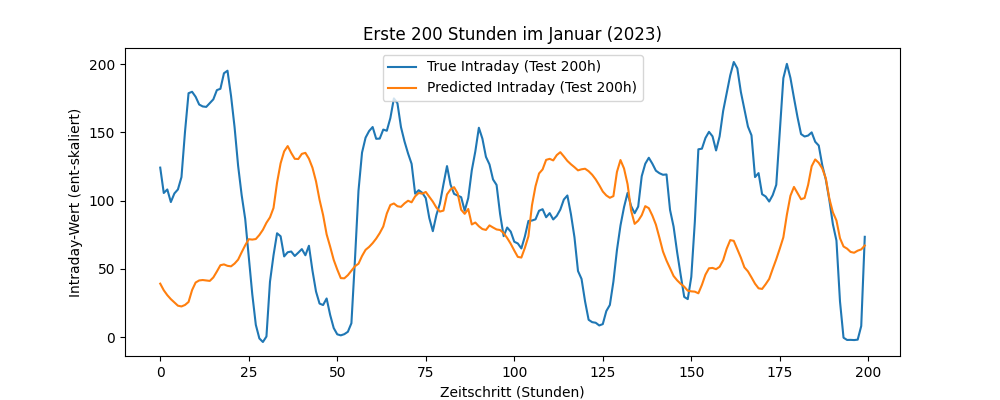 Erste 200 Stunden im Januar (2023)
True Intraday (Test 200h)
Predicted Intraday (Test 200h)
Intraday-Wert (ent-skaliert)
200
150
100
50
0
0 25 50 75 100 125 150 175 200
Zeitschritt (Stunden)